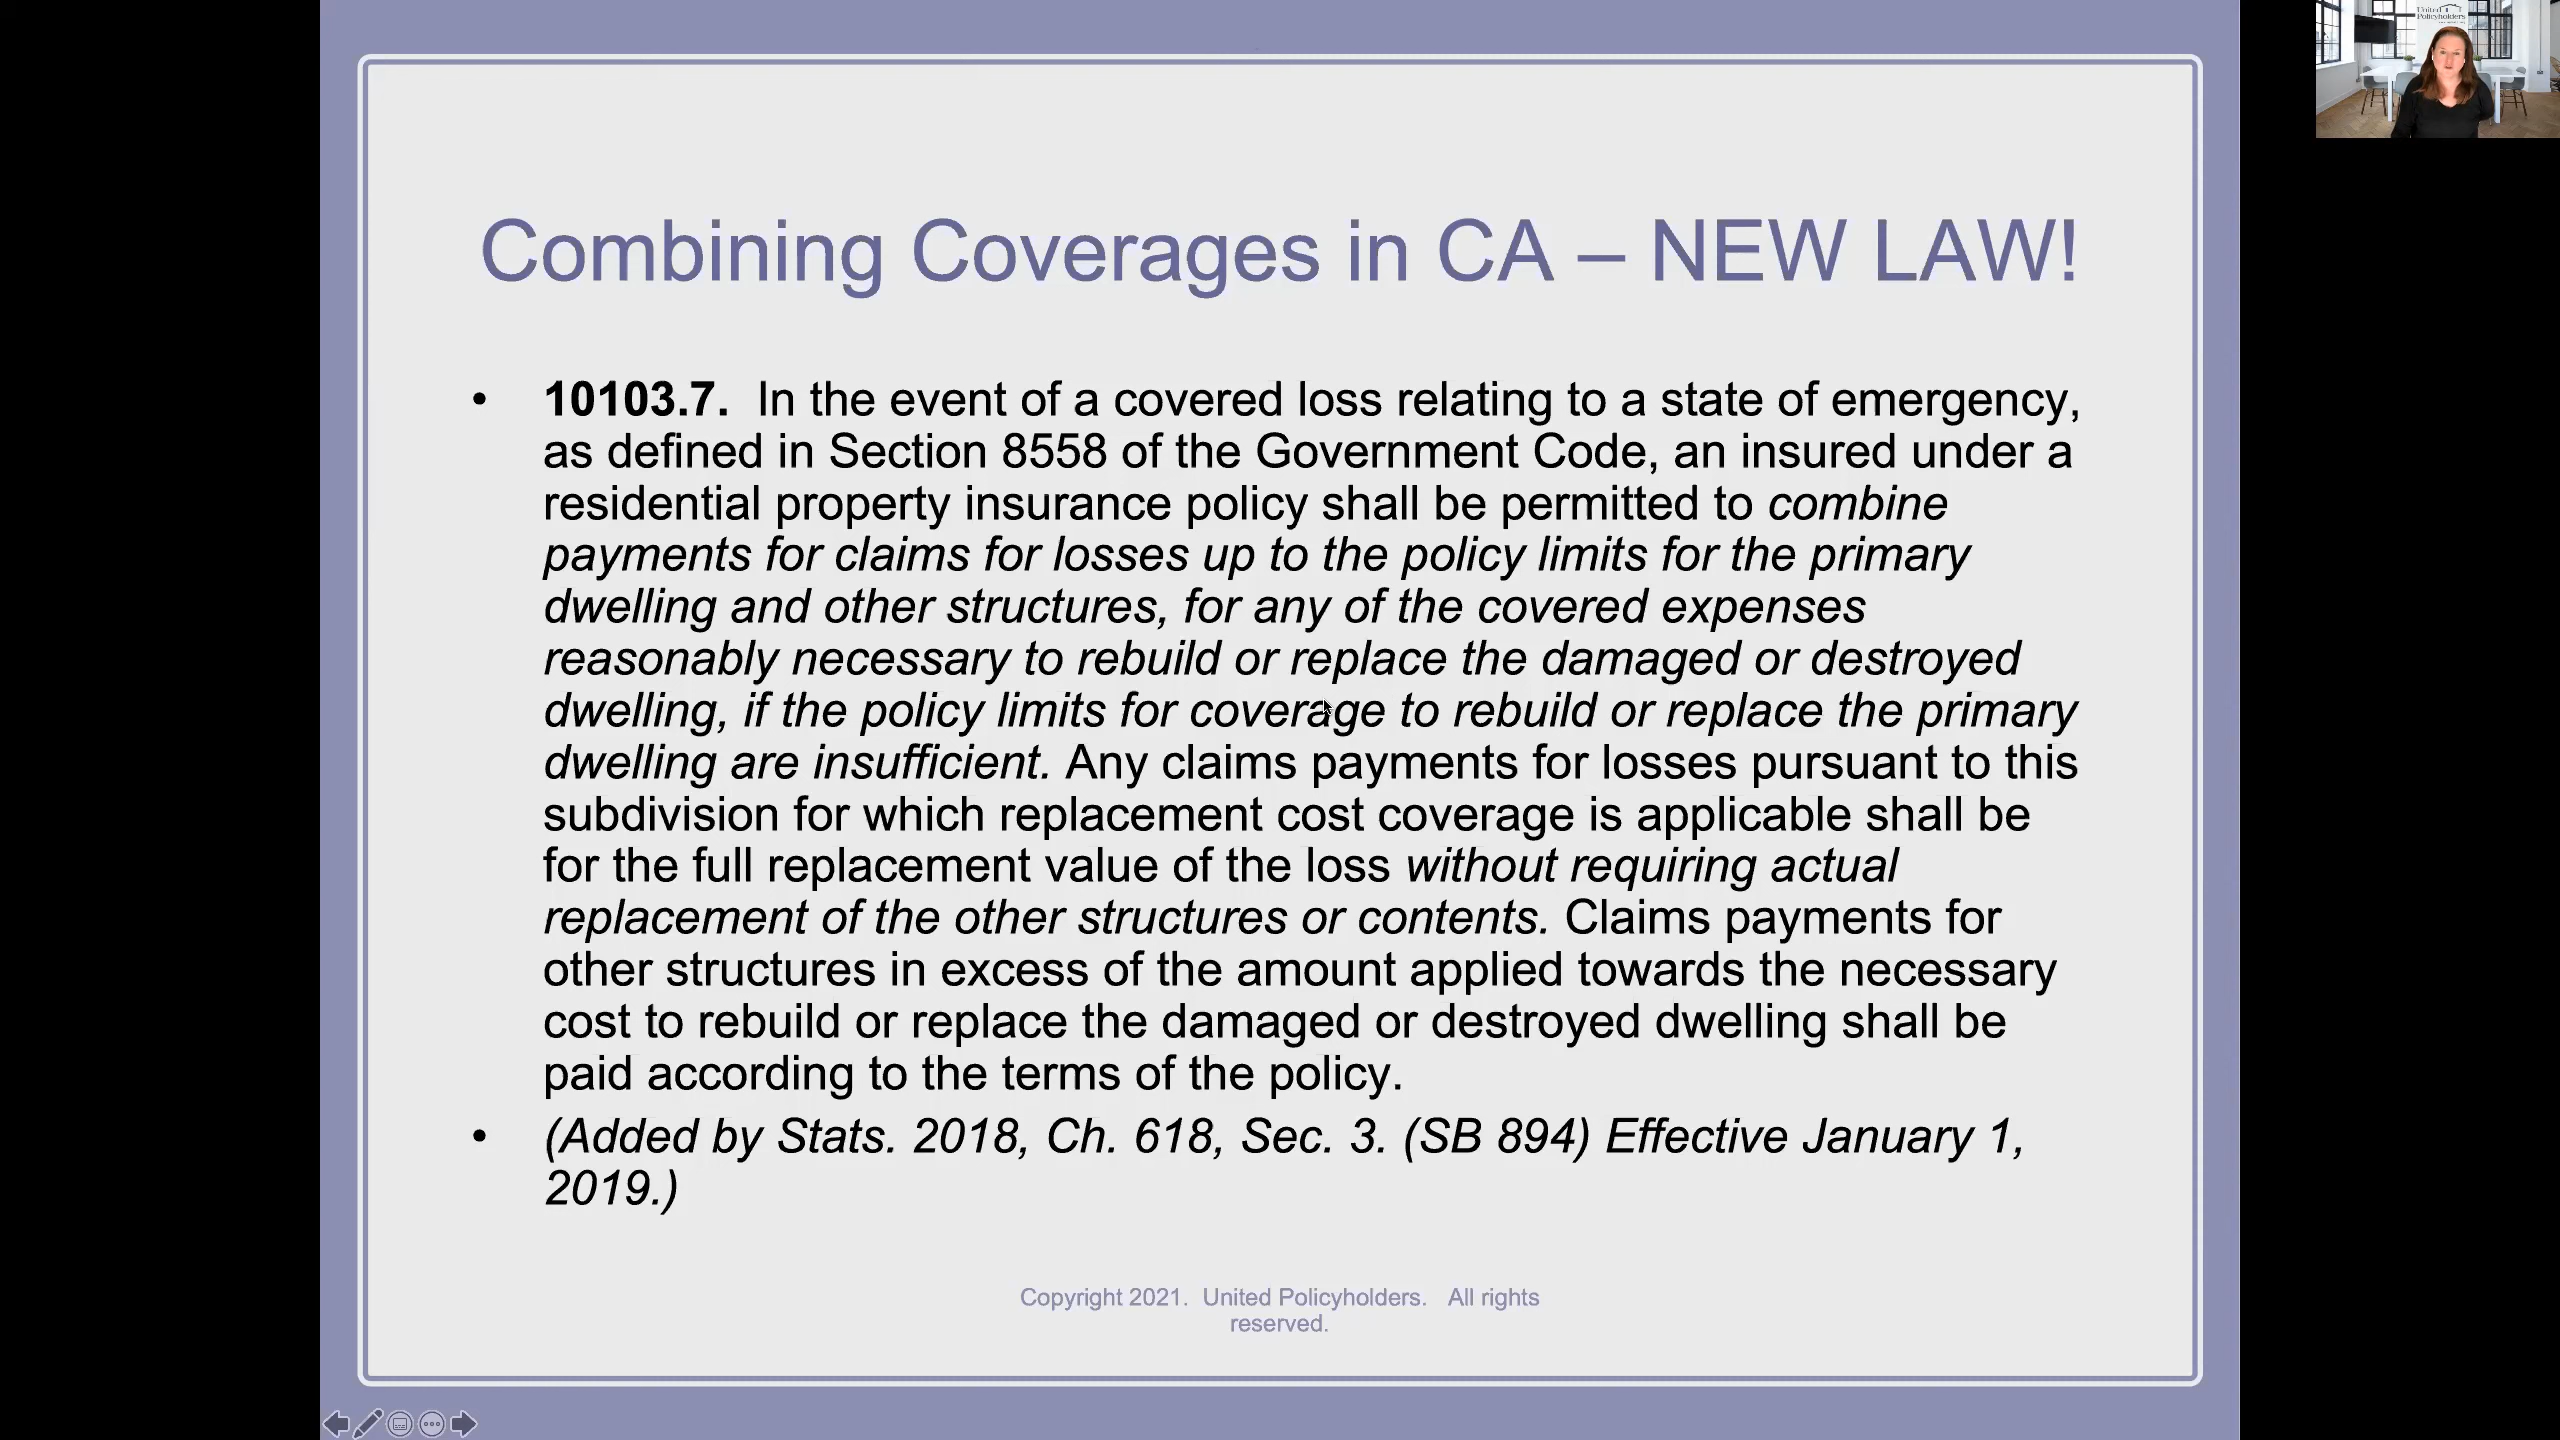 United
Policyholders
Combining Coverages in CA – NEW LAW!
• 10103.7.  In the event of a covered loss relating to a state of emergency,
as defined in Section 8558 of the Government Code, an insured under a
residential property insurance policy shall be permitted to combine
payments for claims for losses up to the policy limits for the primary
dwelling and other structures, for any of the covered expenses
reasonably necessary to rebuild or replace the damaged or destroyed
dwelling, if the policy limits for coverage to rebuild or replace the primary
dwelling are insufficient. Any claims payments for losses pursuant to this
subdivision for which replacement cost coverage is applicable shall be
for the full replacement value of the loss without requiring actual
replacement of the other structures or contents. Claims payments for
other structures in excess of the amount applied towards the necessary
cost to rebuild or replace the damaged or destroyed dwelling shall be
paid according to the terms of the policy.
• (Added by Stats. 2018, Ch. 618, Sec. 3. (SB 894) Effective January 1,
2019.)
Copyright 2021.  United Policyholders.   All rights
reserved.